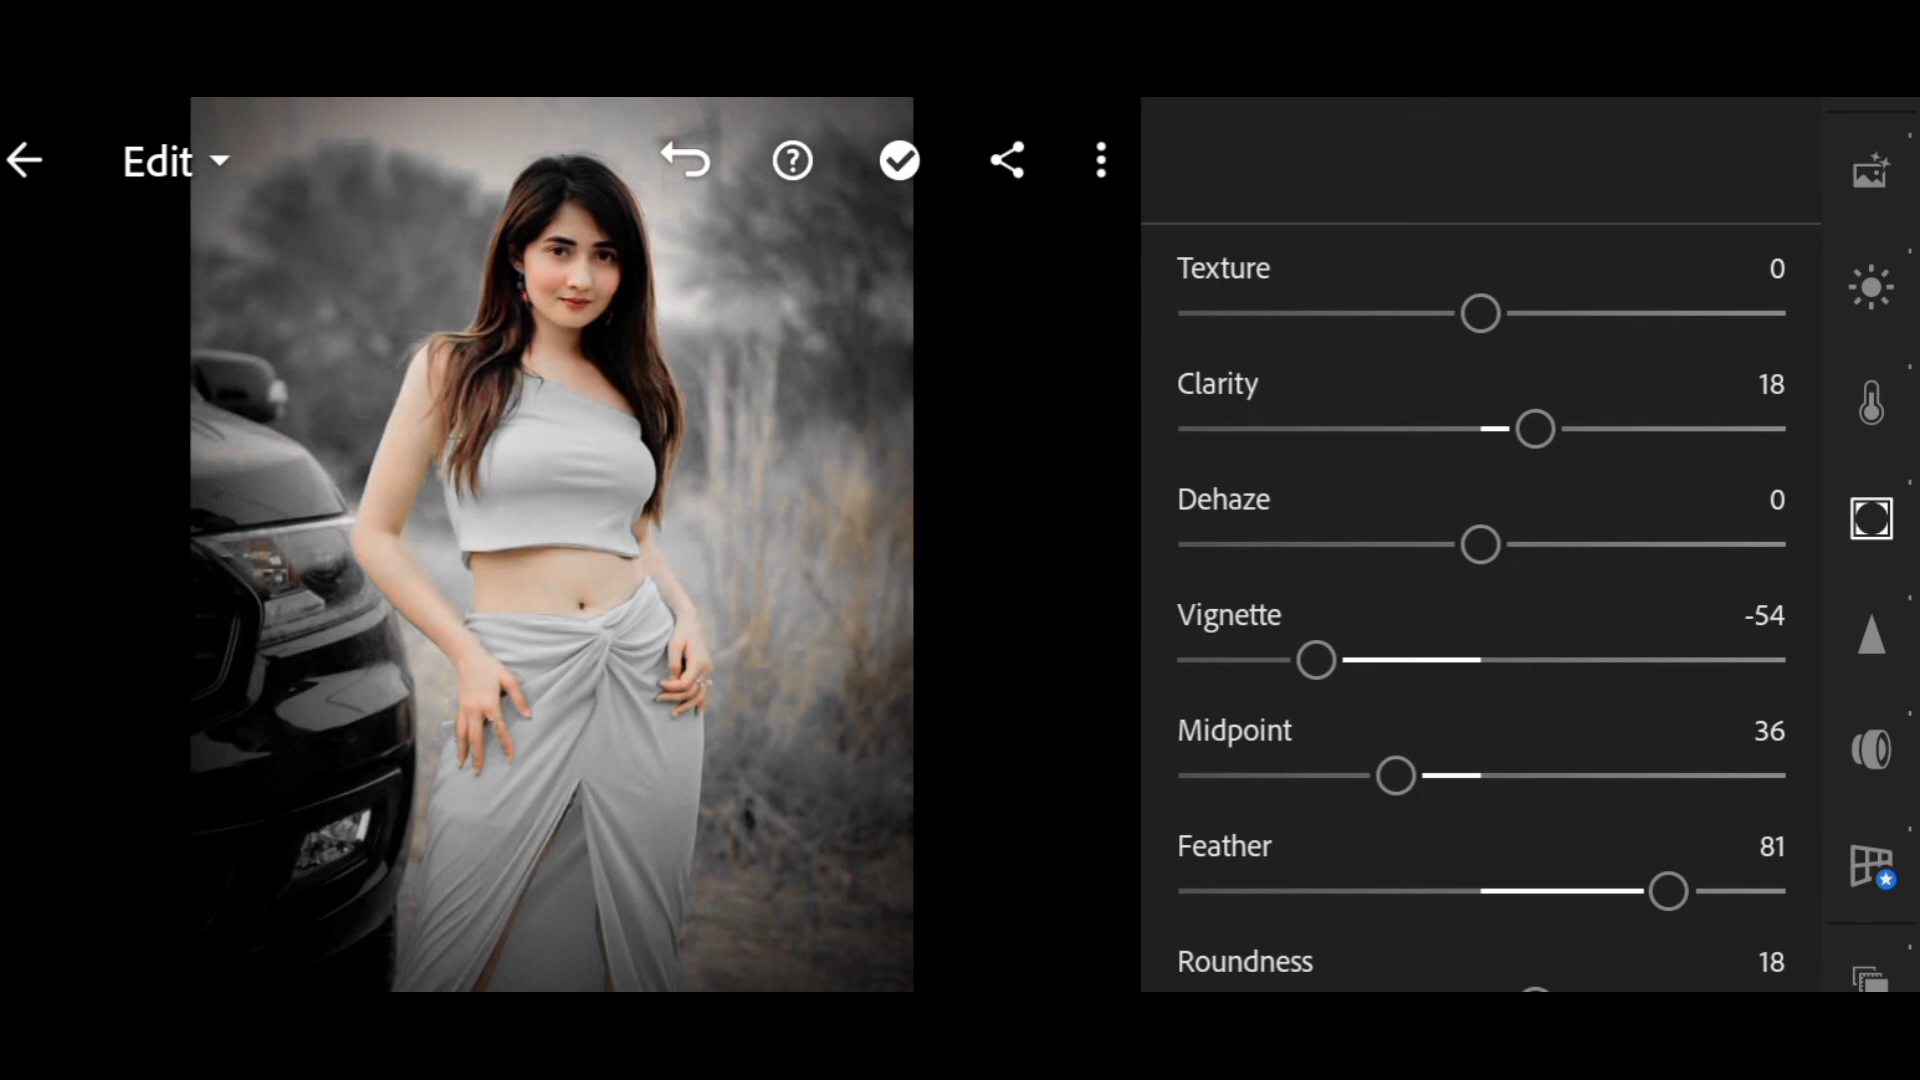 Edit
Texture 0
Clarity 18
Dehaze 0
Vignette -54
Midpoint 36
Feather 81
Roundness 18